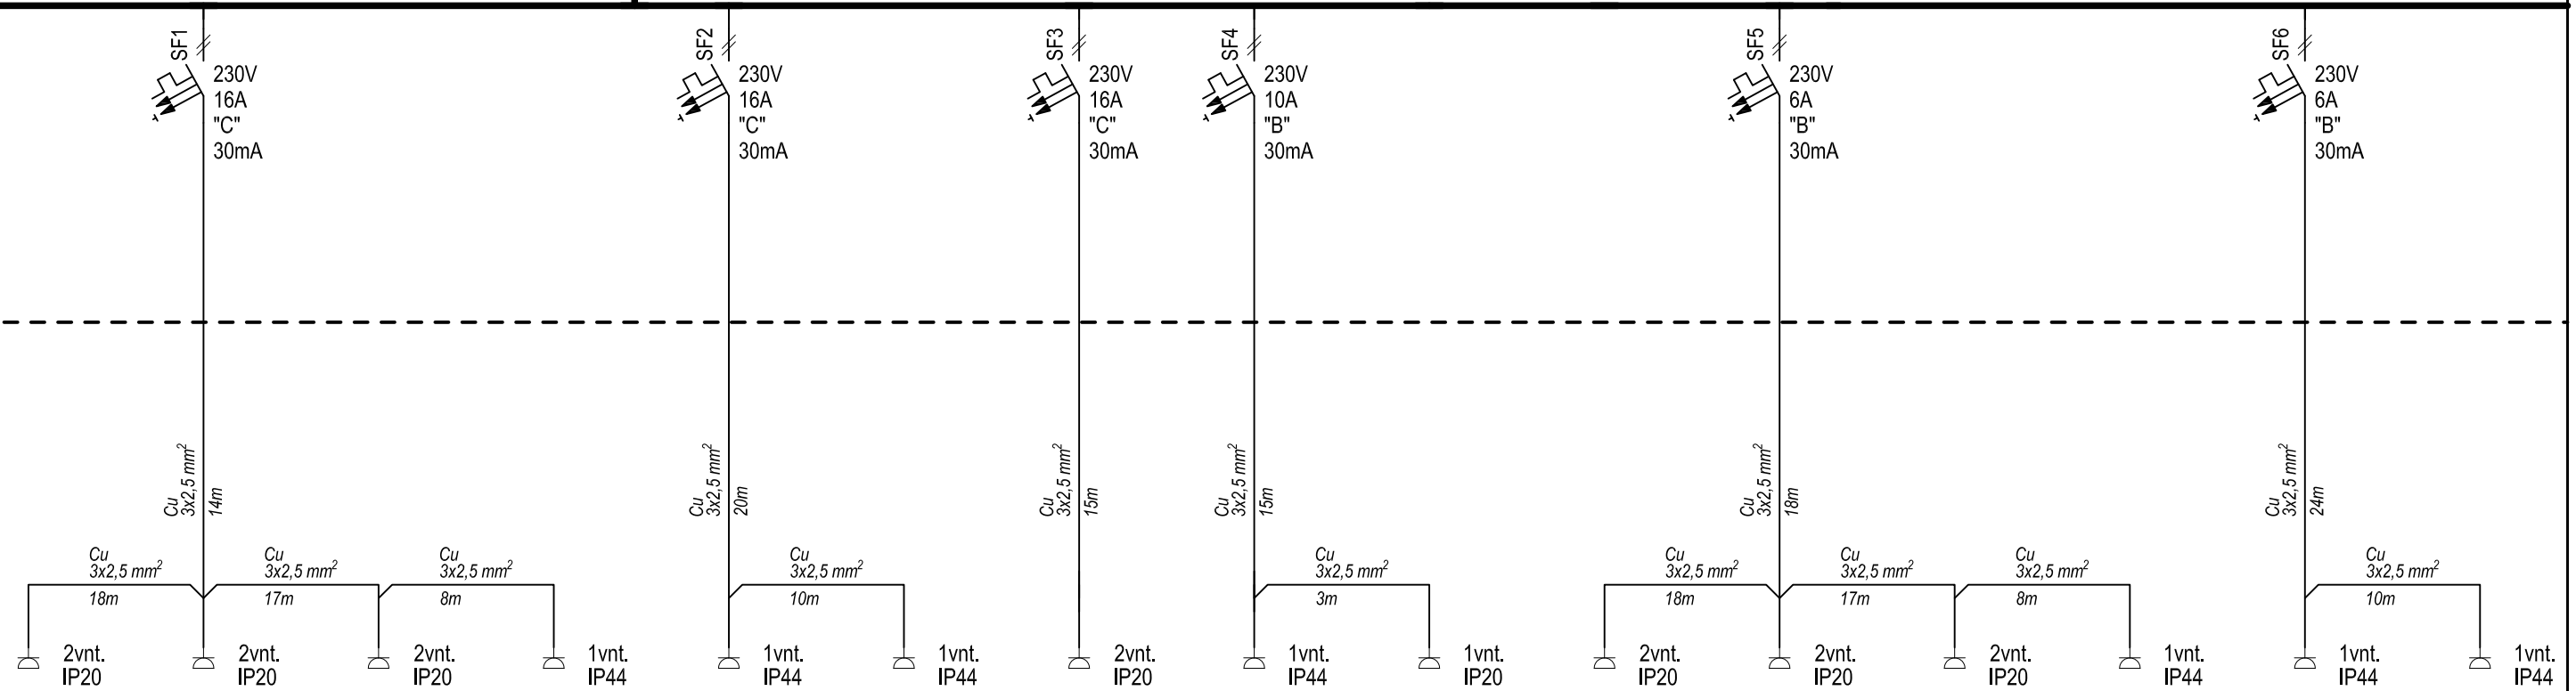 SF1
230V
16A
"C"
30mA
SF2
230V
16A
"C"
30mA
SF3
230V
16A
"C"
30mA
SF4
230V
10A
"B"
30mA
SF5
230V
6A
"B"
30mA
SF6
230V
6A
"B"
30mA
Cu
3x2,5 mm²
14m
Cu
3x2,5 mm²
20m
Cu
3x2,5 mm²
15m
Cu
3x2,5 mm²
15m
Cu
3x2,5 mm²
18m
Cu
3x2,5 mm²
24m
Cu
3x2,5 mm²
18m
Cu
3x2,5 mm²
17m
Cu
3x2,5 mm²
8m
Cu
3x2,5 mm²
10m
Cu
3x2,5 mm²
3m
Cu
3x2,5 mm²
18m
Cu
3x2,5 mm²
17m
Cu
3x2,5 mm²
8m
Cu
3x2,5 mm²
10m
2vnt.
IP20
2vnt.
IP20
2vnt.
IP20
1vnt.
IP44
1vnt.
IP44
1vnt.
IP44
2vnt.
IP20
1vnt.
IP44
1vnt.
IP20
2vnt.
IP20
2vnt.
IP20
2vnt.
IP20
1vnt.
IP44
1vnt.
IP44
1vnt.
IP44